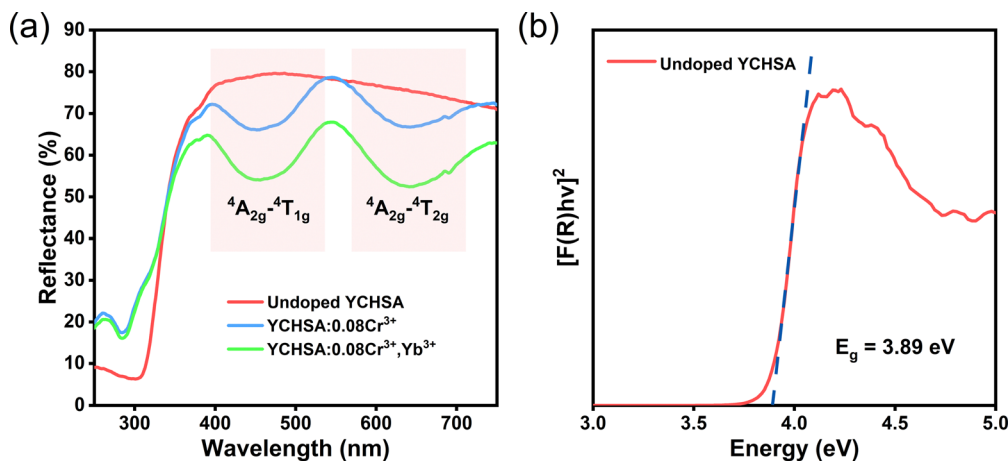 (a)
Reflectance (%)
90
80
70
60
50
40
30
20
10
0
⁴A₂g-⁴T₁g
⁴A₂g-⁴T₂g
Undoped YCHSA
YCHSA:0.08Cr³⁺
YCHSA:0.08Cr³⁺,Yb³⁺
300 400 500 600 700
Wavelength (nm)
(b)
[F(R)hv]²
Undoped YCHSA
E_g = 3.89 eV
3.0 3.5 4.0 4.5 5.0
Energy (eV)